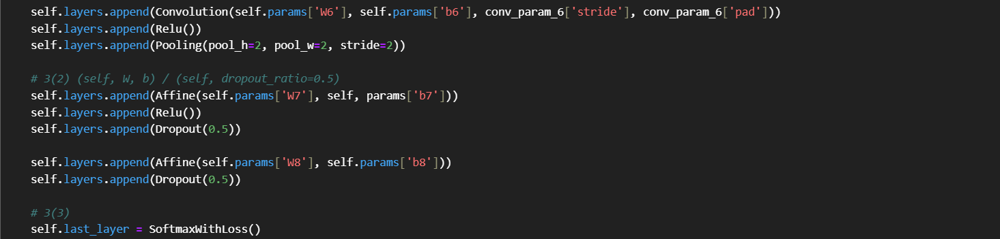 self.layers.append(Convolution(self.params['W6'], self.params['b6'], conv_param_6['stride'], conv_param_6['pad']))
self.layers.append(Relu())
self.layers.append(Pooling(pool_h=2, pool_w=2, stride=2))
# 3(2) (self, W, b) / (self, dropout_ratio=0.5)
self.layers.append(Affine(self.params['W7'], self, params['b7']))
self.layers.append(Relu())
self.layers.append(Dropout(0.5))
self.layers.append(Affine(self.params['W8'], self.params['b8']))
self.layers.append(Dropout(0.5))
# 3(3)
self.last_layer = SoftmaxWithLoss()